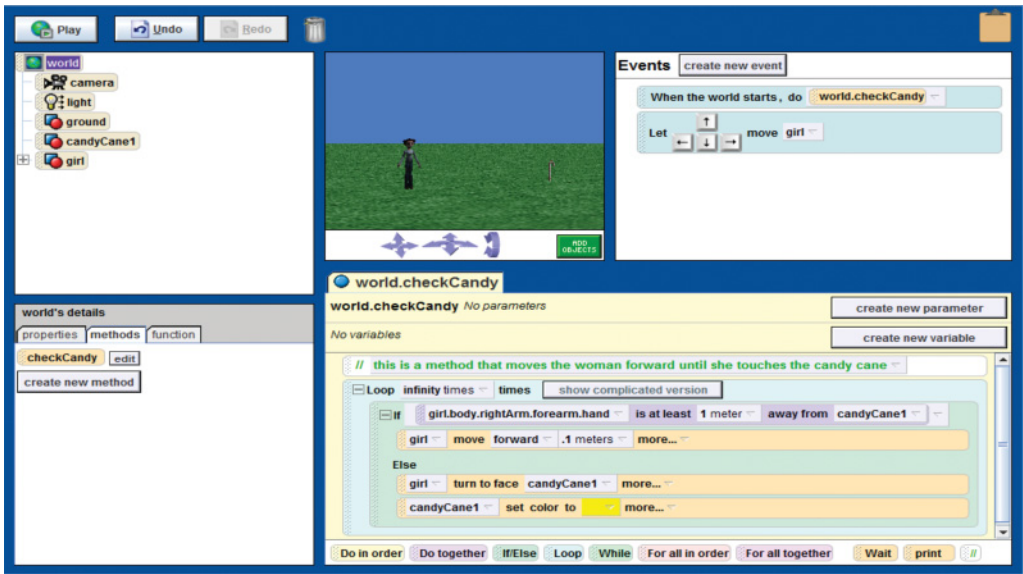 Play Undo Redo
world
camera
light
ground
candyCane1
girl
ADD OBJECTS
Events create new event
When the world starts, do world.checkCandy
Let ↑ ← ↓ → move girl
world's details
properties methods function
checkCandy edit
create new method
world.checkCandy
world.checkCandy No parameters create new parameter
No variables create new variable
// this is a method that moves the woman forward until she touches the candy cane
Loop infinity times times show complicated version
If girl.body.rightArm.forearm.hand is at least 1 meter away from candyCane1
girl move forward .1 meters more...
Else
girl turn to face candyCane1 more...
candyCane1 set color to more...
Do in order Do together If/Else Loop While For all in order For all together Wait print //